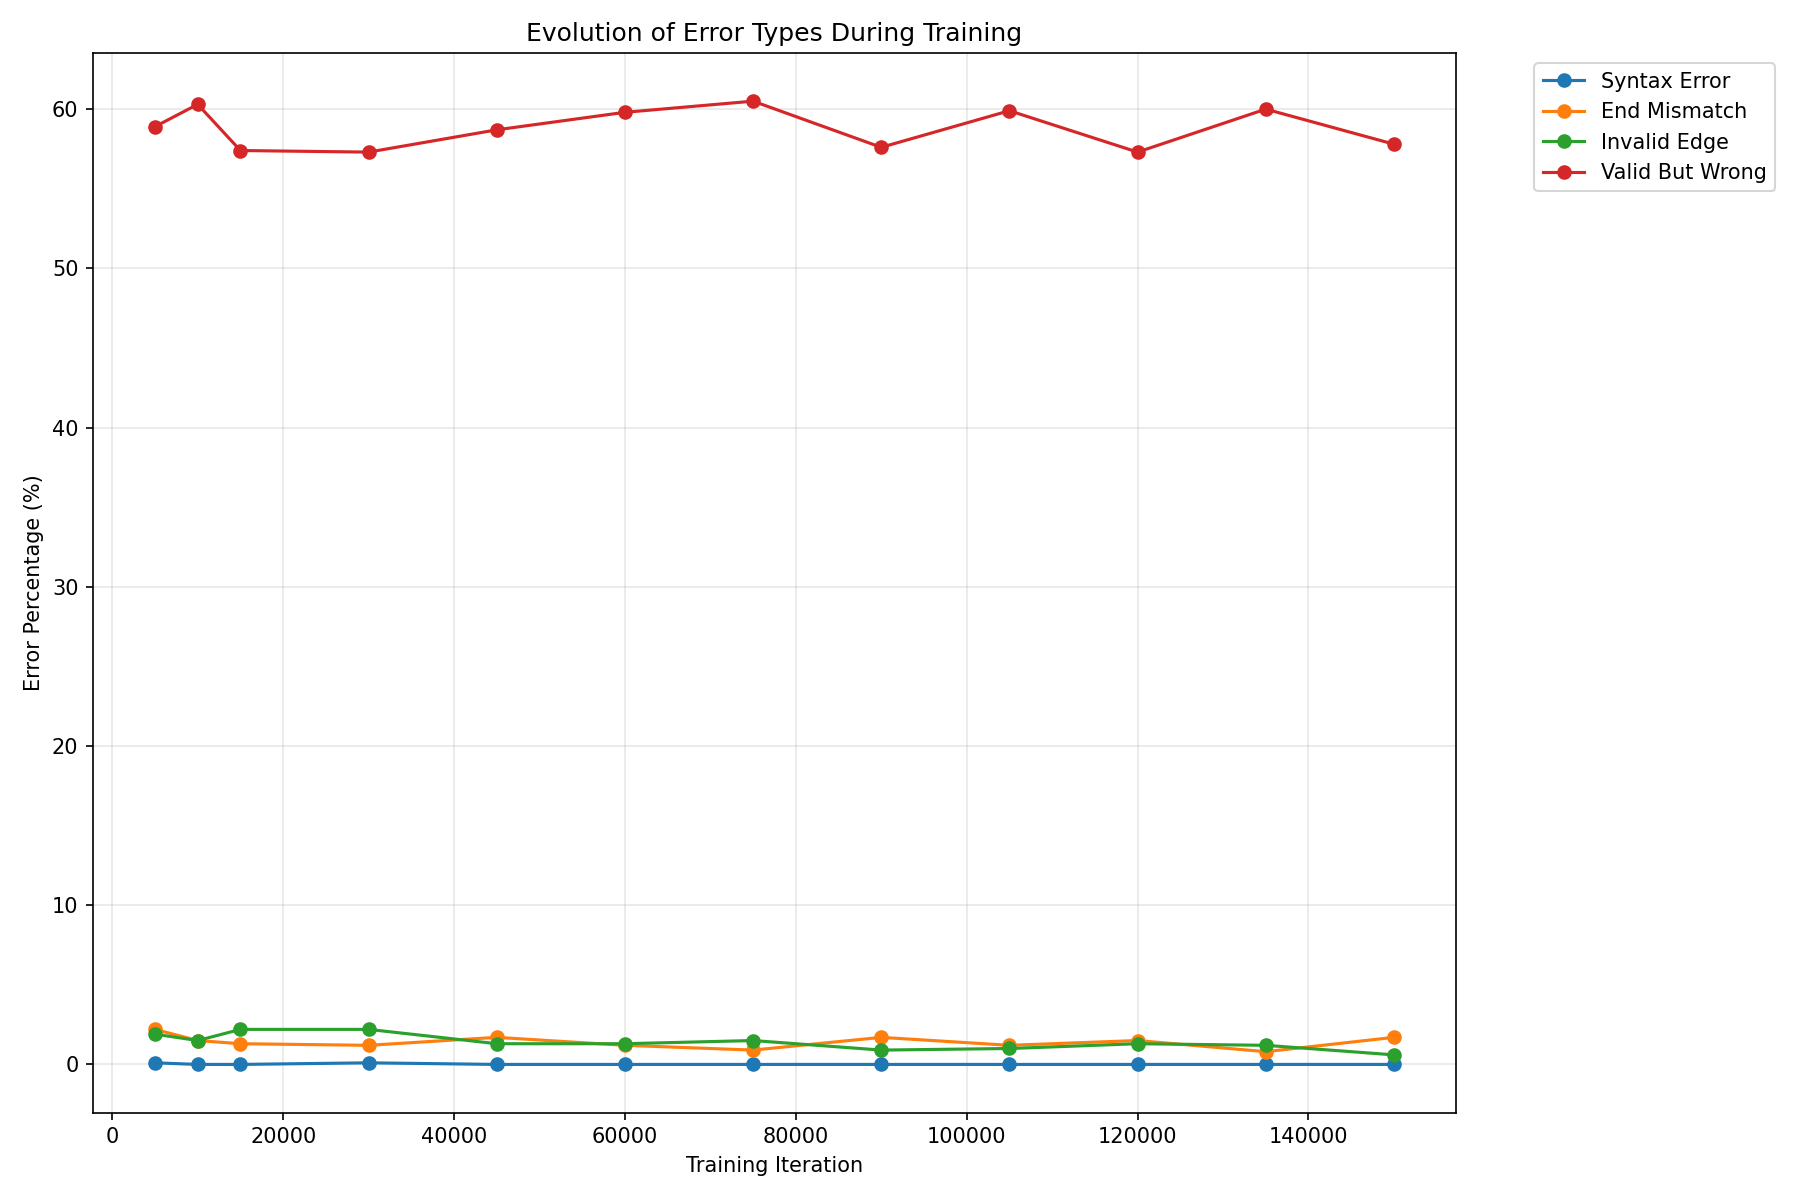 Evolution of Error Types During Training
Syntax Error
End Mismatch
Invalid Edge
Valid But Wrong
Error Percentage (%)
60
50
40
30
20
10
0
0 20000 40000 60000 80000 100000 120000 140000
Training Iteration